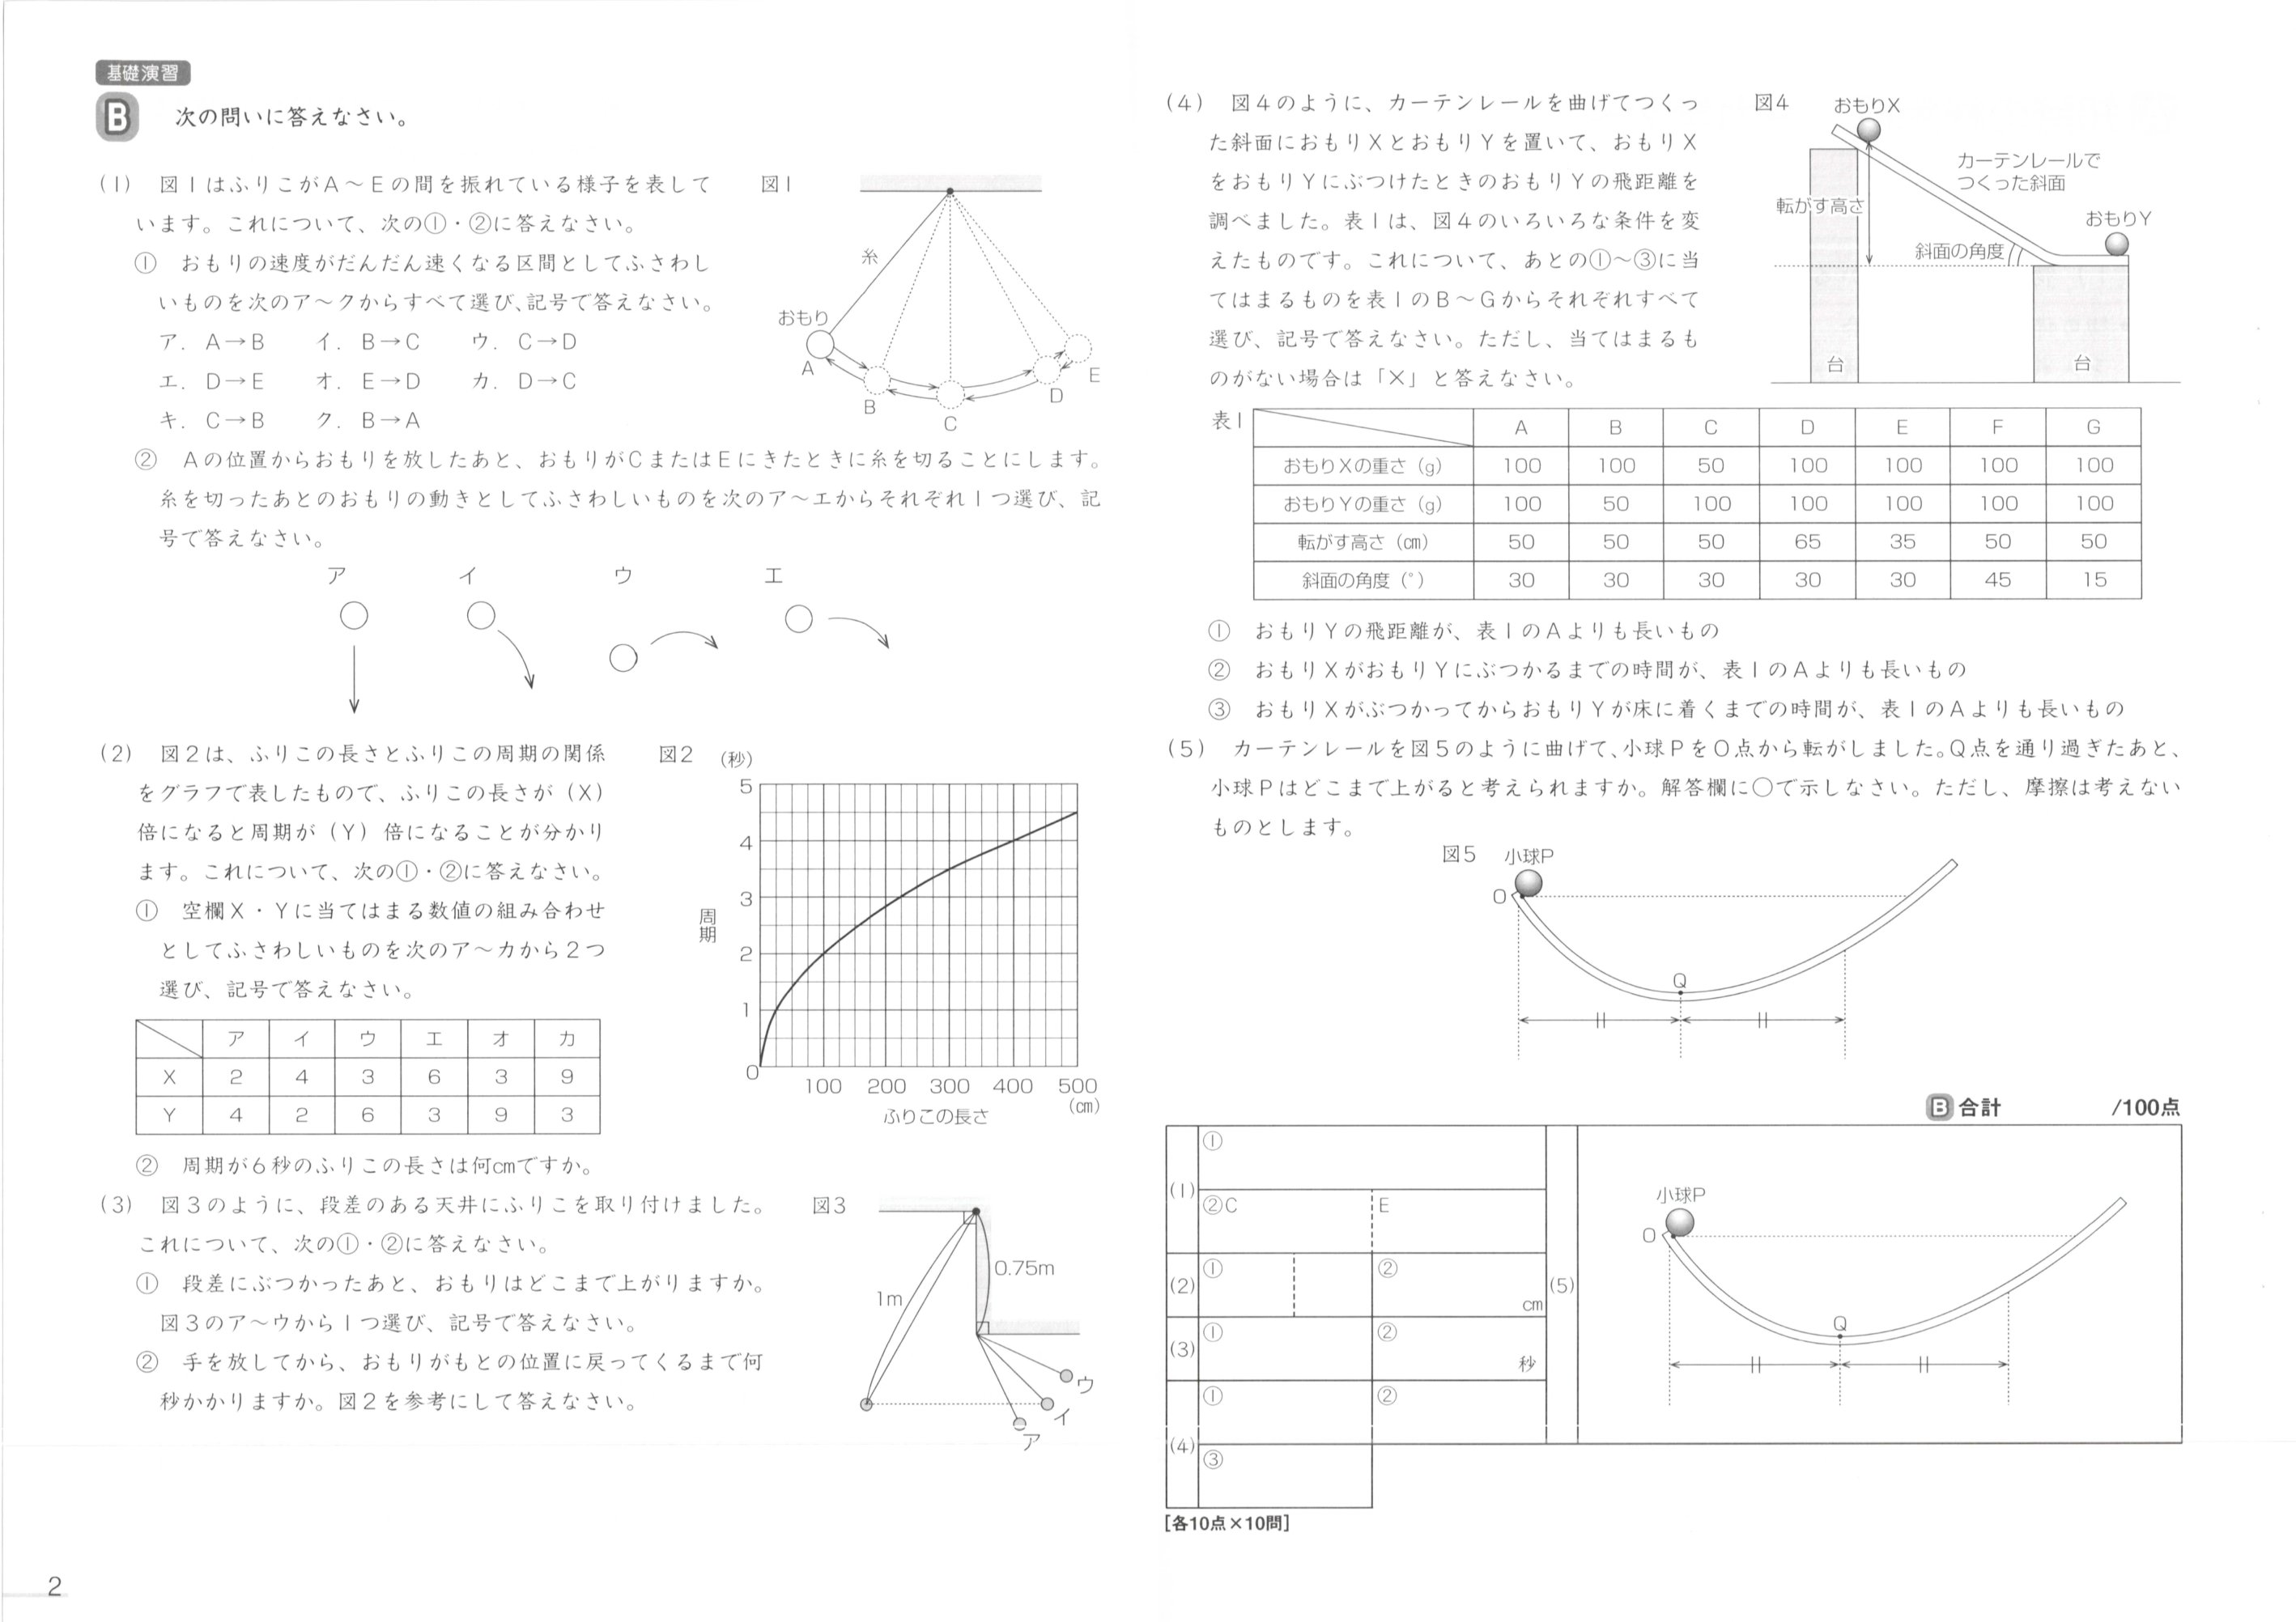 基礎演習
B 次の問いに答えなさい。
(1) 図1はふりこがA～Eの間を振れている様子を表して
います。これについて、次の①・②に答えなさい。
① おもりの速度がだんだん速くなる区間としてふさわし
いものを次のア～クからすべて選び、記号で答えなさい。
ア．A→B イ．B→C ウ．C→D
エ．D→E オ．E→D カ．D→C
キ．C→B ク．B→A
図1
糸
おもり
A
B
C
D
E
② Aの位置からおもりを放したあと、おもりがCまたはEにきたときに糸を切ることにします。
糸を切ったあとのおもりの動きとしてふさわしいものを次のア～エからそれぞれ1つ選び、記
号で答えなさい。
ア イ ウ エ
(2) 図2は、ふりこの長さとふりこの周期の関係
をグラフで表したもので、ふりこの長さが（X）
倍になると周期が（Y）倍になることが分かり
ます。これについて、次の①・②に答えなさい。
① 空欄X・Yに当てはまる数値の組み合わせ
としてふさわしいものを次のア～カから2つ
選び、記号で答えなさい。
ア イ ウ エ オ カ
X 2 4 3 6 3 9
Y 4 2 6 3 9 3
② 周期が6秒のふりこの長さは何cmですか。
図2 （秒）
5
4
3
2
1
0
周期
100 200 300 400 500
（cm）
ふりこの長さ
(3) 図3のように、段差のある天井にふりこを取り付けました。
これについて、次の①・②に答えなさい。
① 段差にぶつかったあと、おもりはどこまで上がりますか。
図3のア～ウから1つ選び、記号で答えなさい。
② 手を放してから、おもりがもとの位置に戻ってくるまで何
秒かかりますか。図2を参考にして答えなさい。
図3
0.75m
1m
ウ
イ
ア
2
(4) 図4のように、カーテンレールを曲げてつくっ
た斜面におもりXとおもりYを置いて、おもりX
をおもりYにぶつけたときのおもりYの飛距離を
調べました。表1は、図4のいろいろな条件を変
えたものです。これについて、あとの①～③に当
てはまるものを表1のB～Gからそれぞれすべて
選び、記号で答えなさい。ただし、当てはまるも
のがない場合は「×」と答えなさい。
図4
おもりX
カーテンレールで
つくった斜面
転がす高さ
おもりY
斜面の角度
台
台
表1
A B C D E F G
おもりXの重さ（g） 100 100 50 100 100 100 100
おもりYの重さ（g） 100 50 100 100 100 100 100
転がす高さ（cm） 50 50 50 65 35 50 50
斜面の角度（°） 30 30 30 30 30 45 15
① おもりYの飛距離が、表1のAよりも長いもの
② おもりXがおもりYにぶつかるまでの時間が、表1のAよりも長いもの
③ おもりXがぶつかってからおもりYが床に着くまでの時間が、表1のAよりも長いもの
(5) カーテンレールを図5のように曲げて、小球PをO点から転がしました。Q点を通り過ぎたあと、
小球Pはどこまで上がると考えられますか。解答欄に○で示しなさい。ただし、摩擦は考えない
ものとします。
図5 小球P
O
Q
B 合計 /100点
(1) ①
②C E
(2) ① ② cm
(3) ① ② 秒
(4) ① ②
③
(5)
小球P
O
Q
[各10点×10問]